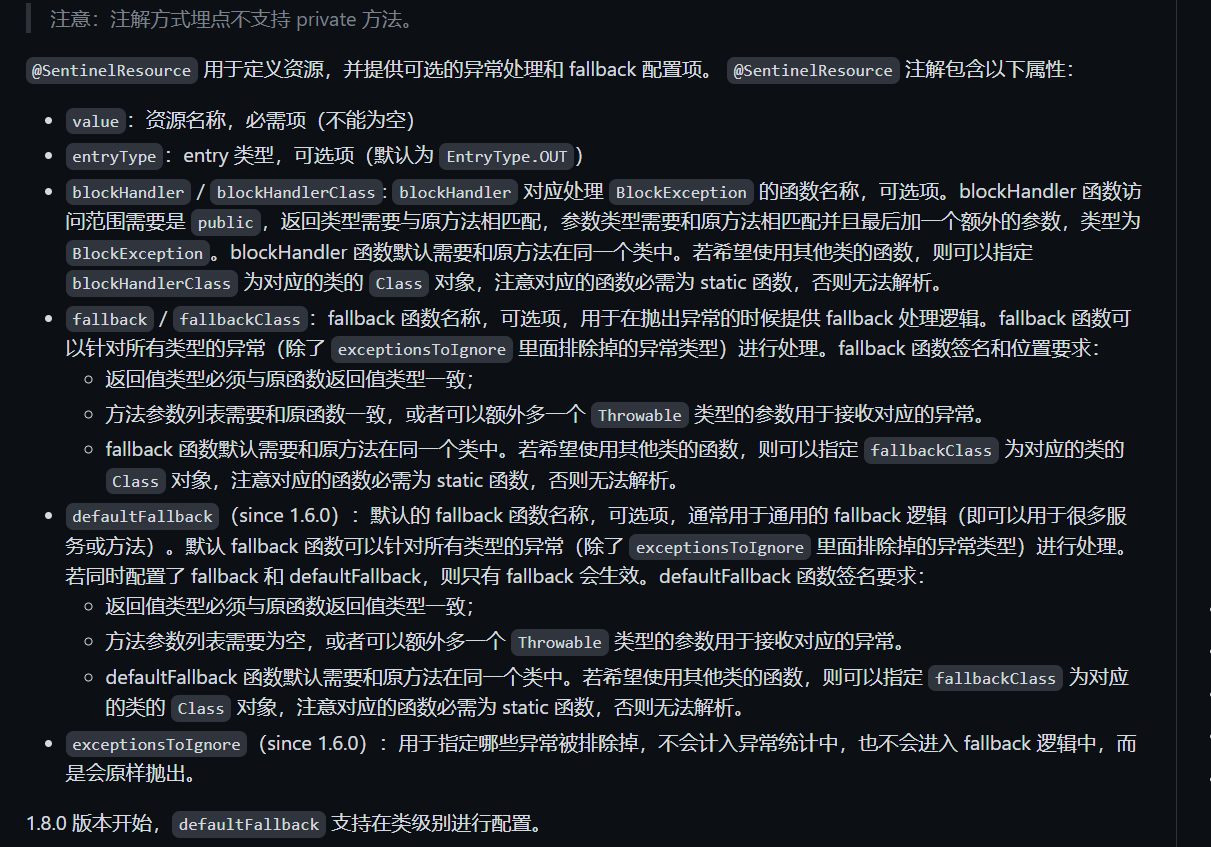 注意：注解方式埋点不支持 private 方法。
@SentinelResource 用于定义资源，并提供可选的异常处理和 fallback 配置项。 @SentinelResource 注解包含以下属性：
value：资源名称，必需项（不能为空）
entryType：entry 类型，可选项（默认为 EntryType.OUT）
blockHandler / blockHandlerClass: blockHandler 对应处理 BlockException 的函数名称，可选项。blockHandler 函数访
问范围需要是 public，返回类型需要与原方法相匹配，参数类型需要和原方法相匹配并且最后加一个额外的参数，类型为
BlockException。blockHandler 函数默认需要和原方法在同一个类中。若希望使用其他类的函数，则可以指定
blockHandlerClass 为对应的类的 Class 对象，注意对应的函数必需为 static 函数，否则无法解析。
fallback / fallbackClass：fallback 函数名称，可选项，用于在抛出异常的时候提供 fallback 处理逻辑。fallback 函数可
以针对所有类型的异常（除了 exceptionsToIgnore 里面排除掉的异常类型）进行处理。fallback 函数签名和位置要求：
返回值类型必须与原函数返回值类型一致；
方法参数列表需要和原函数一致，或者可以额外多一个 Throwable 类型的参数用于接收对应的异常。
fallback 函数默认需要和原方法在同一个类中。若希望使用其他类的函数，则可以指定 fallbackClass 为对应的类的
Class 对象，注意对应的函数必需为 static 函数，否则无法解析。
defaultFallback（since 1.6.0）：默认的 fallback 函数名称，可选项，通常用于通用的 fallback 逻辑（即可以用于很多服
务或方法）。默认 fallback 函数可以针对所有类型的异常（除了 exceptionsToIgnore 里面排除掉的异常类型）进行处理。
若同时配置了 fallback 和 defaultFallback，则只有 fallback 会生效。defaultFallback 函数签名要求：
返回值类型必须与原函数返回值类型一致；
方法参数列表需要为空，或者可以额外多一个 Throwable 类型的参数用于接收对应的异常。
defaultFallback 函数默认需要和原方法在同一个类中。若希望使用其他类的函数，则可以指定 fallbackClass 为对应
的类的 Class 对象，注意对应的函数必需为 static 函数，否则无法解析。
exceptionsToIgnore（since 1.6.0）：用于指定哪些异常被排除掉，不会计入异常统计中，也不会进入 fallback 逻辑中，而
是会原样抛出。
1.8.0 版本开始，defaultFallback 支持在类级别进行配置。